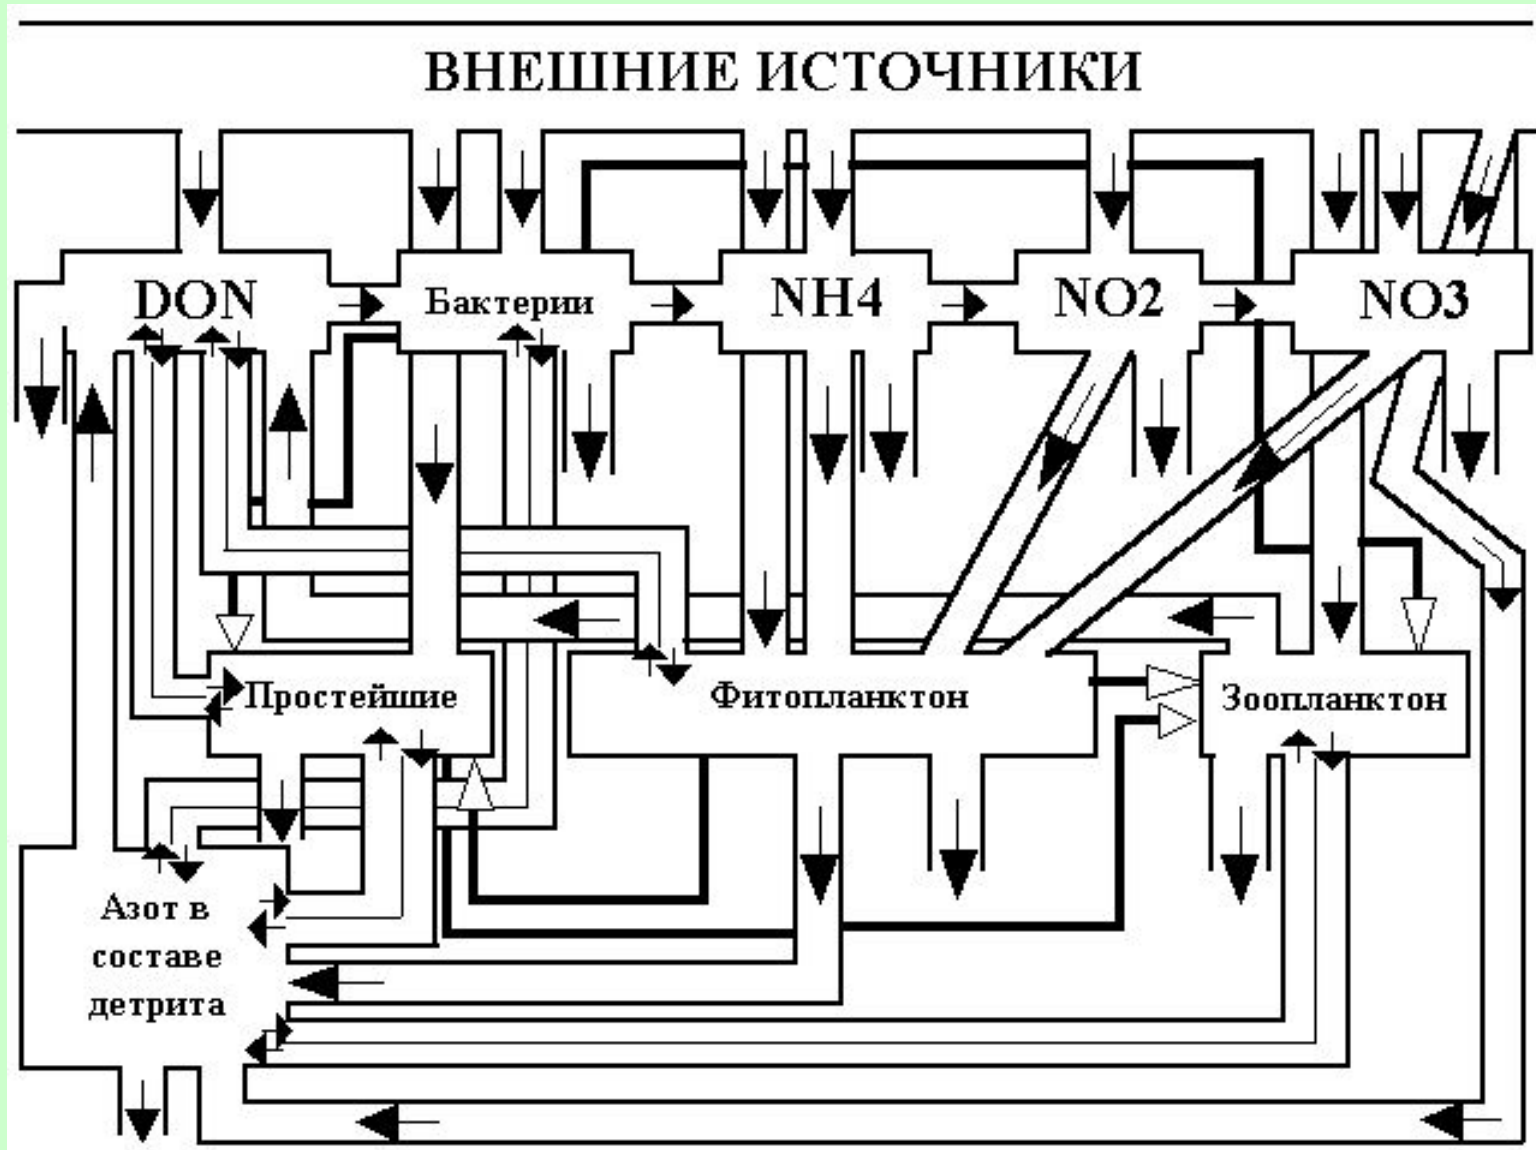 ВНЕШНИЕ ИСТОЧНИКИ
DON
Бактерии
NH4
NO2
NO3
Простейшие
Фитопланктон
Зоопланктон
Азот в
составе
детрита